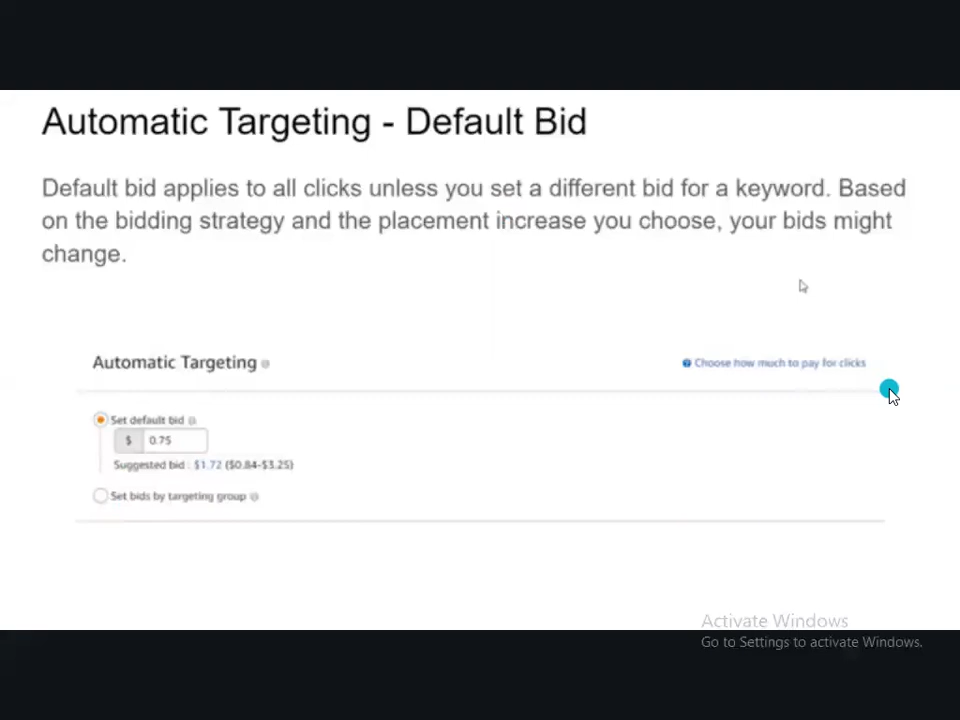 Automatic Targeting - Default Bid
Default bid applies to all clicks unless you set a different bid for a keyword. Based
on the bidding strategy and the placement increase you choose, your bids might
change.
Automatic Targeting
Choose how much to pay for clicks
Set default bid
$ 0.75
Suggested bid : $1.72 ($0.84-$3.25)
Set bids by targeting group
Activate Windows
Go to Settings to activate Windows.